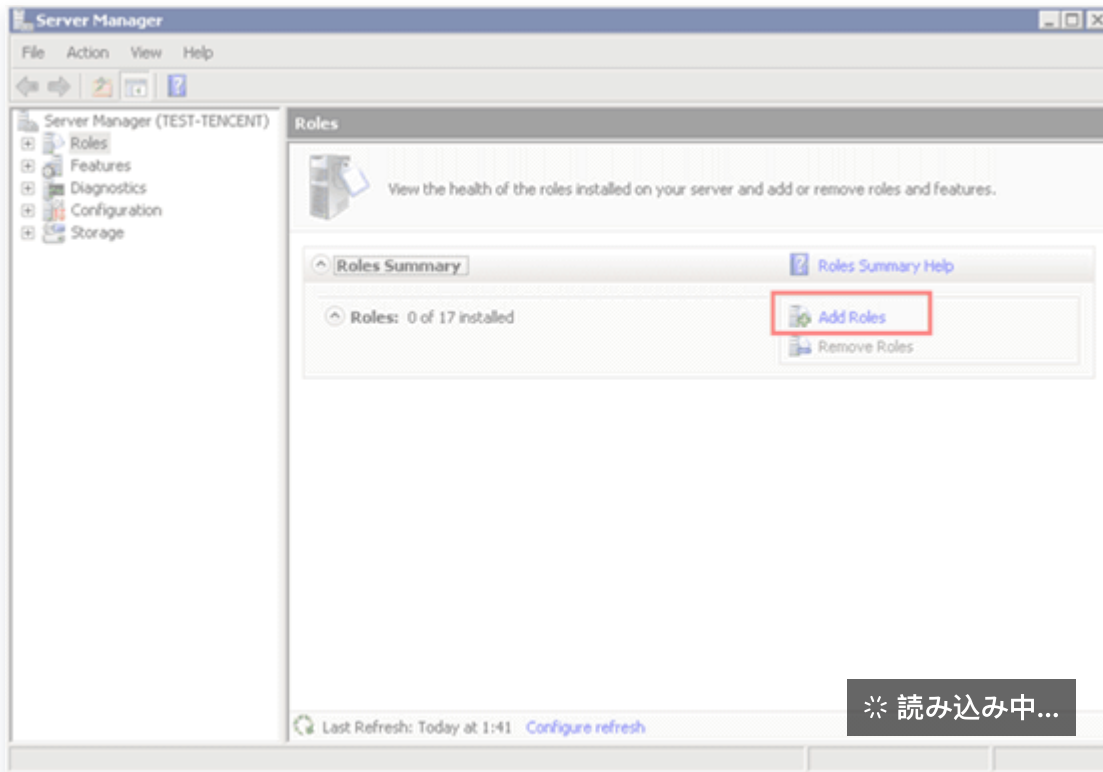 Server Manager
File Action View Help
Server Manager (TEST-TENCENT)
Roles
Features
Diagnostics
Configuration
Storage
Roles
View the health of the roles installed on your server and add or remove roles and features.
Roles Summary
Roles Summary Help
Roles: 0 of 17 installed
Add Roles
Remove Roles
Last Refresh: Today at 1:41 Configure refresh
読み込み中...